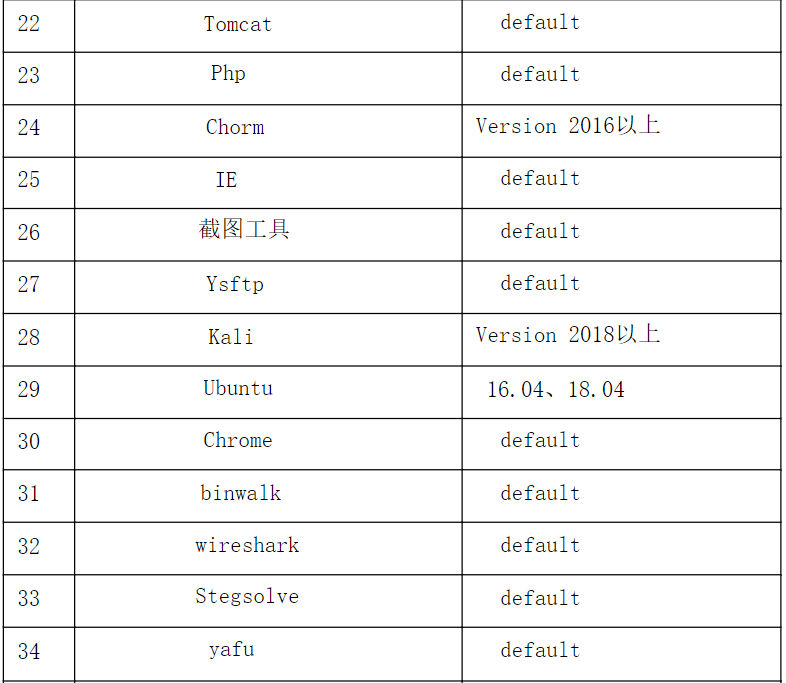 22 Tomcat default
23 Php default
24 Chorm Version 2016以上
25 IE default
26 截图工具 default
27 Ysftp default
28 Kali Version 2018以上
29 Ubuntu 16.04、18.04
30 Chrome default
31 binwalk default
32 wireshark default
33 Stegsolve default
34 yafu default